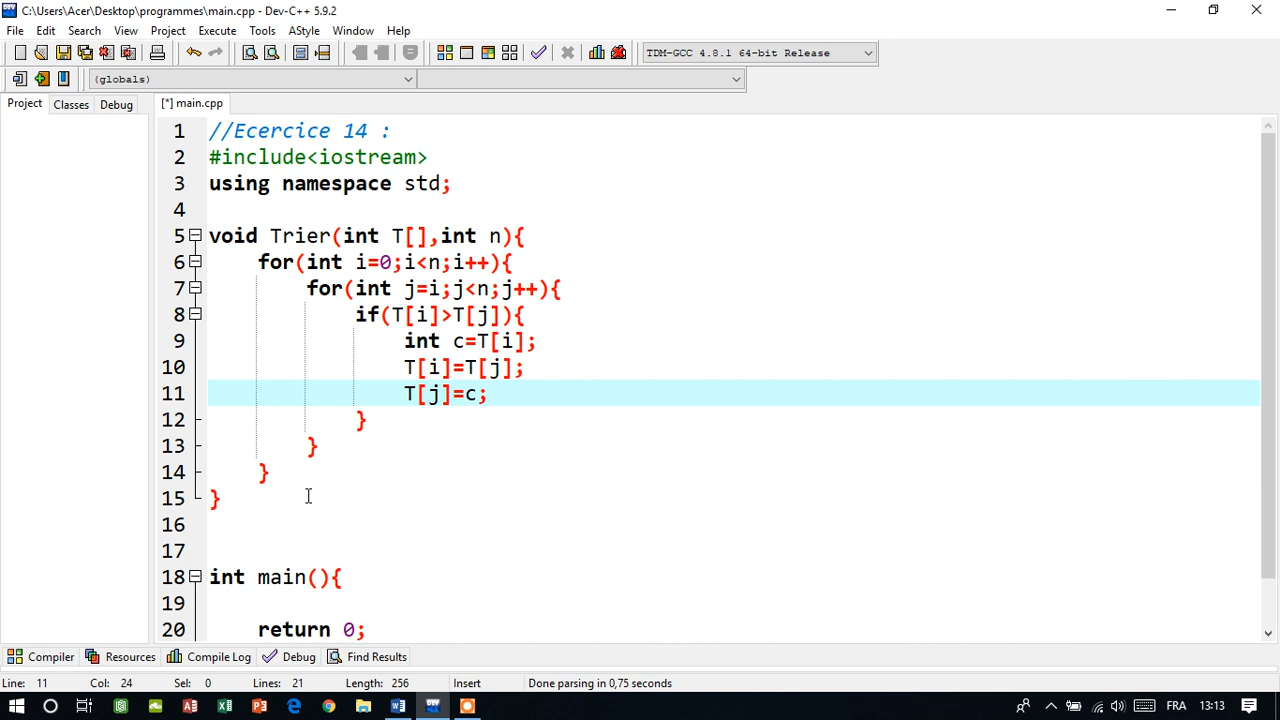 C:\Users\Acer\Desktop\programmes\main.cpp - Dev-C++ 5.9.2
File Edit Search View Project Execute Tools AStyle Window Help
TDM-GCC 4.8.1 64-bit Release
(globals)
Project Classes Debug [*] main.cpp
1 //Ecercice 14 :
2 #include<iostream>
3 using namespace std;
4
5 void Trier(int T[],int n){
6 for(int i=0;i<n;i++){
7 for(int j=i;j<n;j++){
8 if(T[i]>T[j]){
9 int c=T[i];
10 T[i]=T[j];
11 T[j]=c;
12 }
13 }
14 }
15 }
16
17
18 int main(){
19
20 return 0;
Compiler Resources Compile Log Debug Find Results
Line: 11 Col: 24 Sel: 0 Lines: 21 Length: 256 Insert Done parsing in 0,75 seconds
FRA 13:13